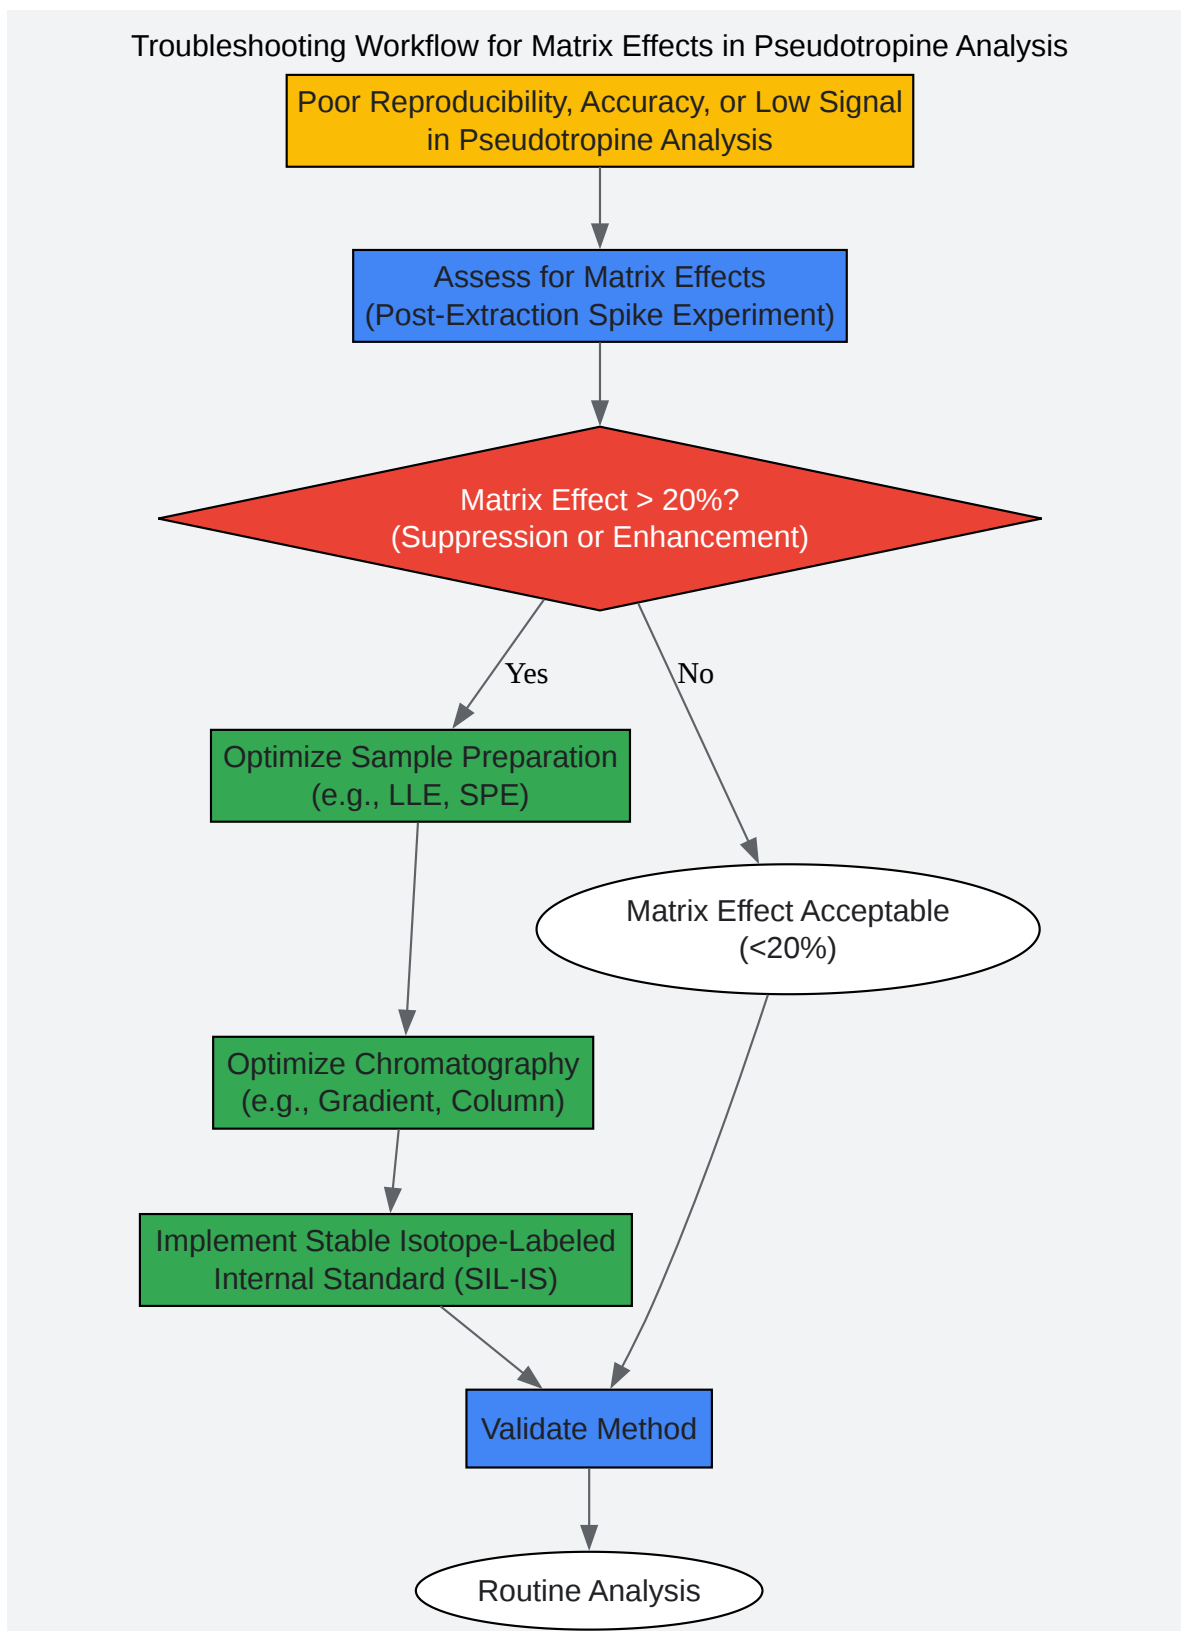 Troubleshooting Workflow for Matrix Effects in Pseudotropine Analysis
Poor Reproducibility, Accuracy, or Low Signal
in Pseudotropine Analysis
Assess for Matrix Effects
(Post-Extraction Spike Experiment)
Matrix Effect > 20%?
(Suppression or Enhancement)
Yes
No
Optimize Sample Preparation
(e.g., LLE, SPE)
Matrix Effect Acceptable
(<20%)
Optimize Chromatography
(e.g., Gradient, Column)
Implement Stable Isotope-Labeled
Internal Standard (SIL-IS)
Validate Method
Routine Analysis